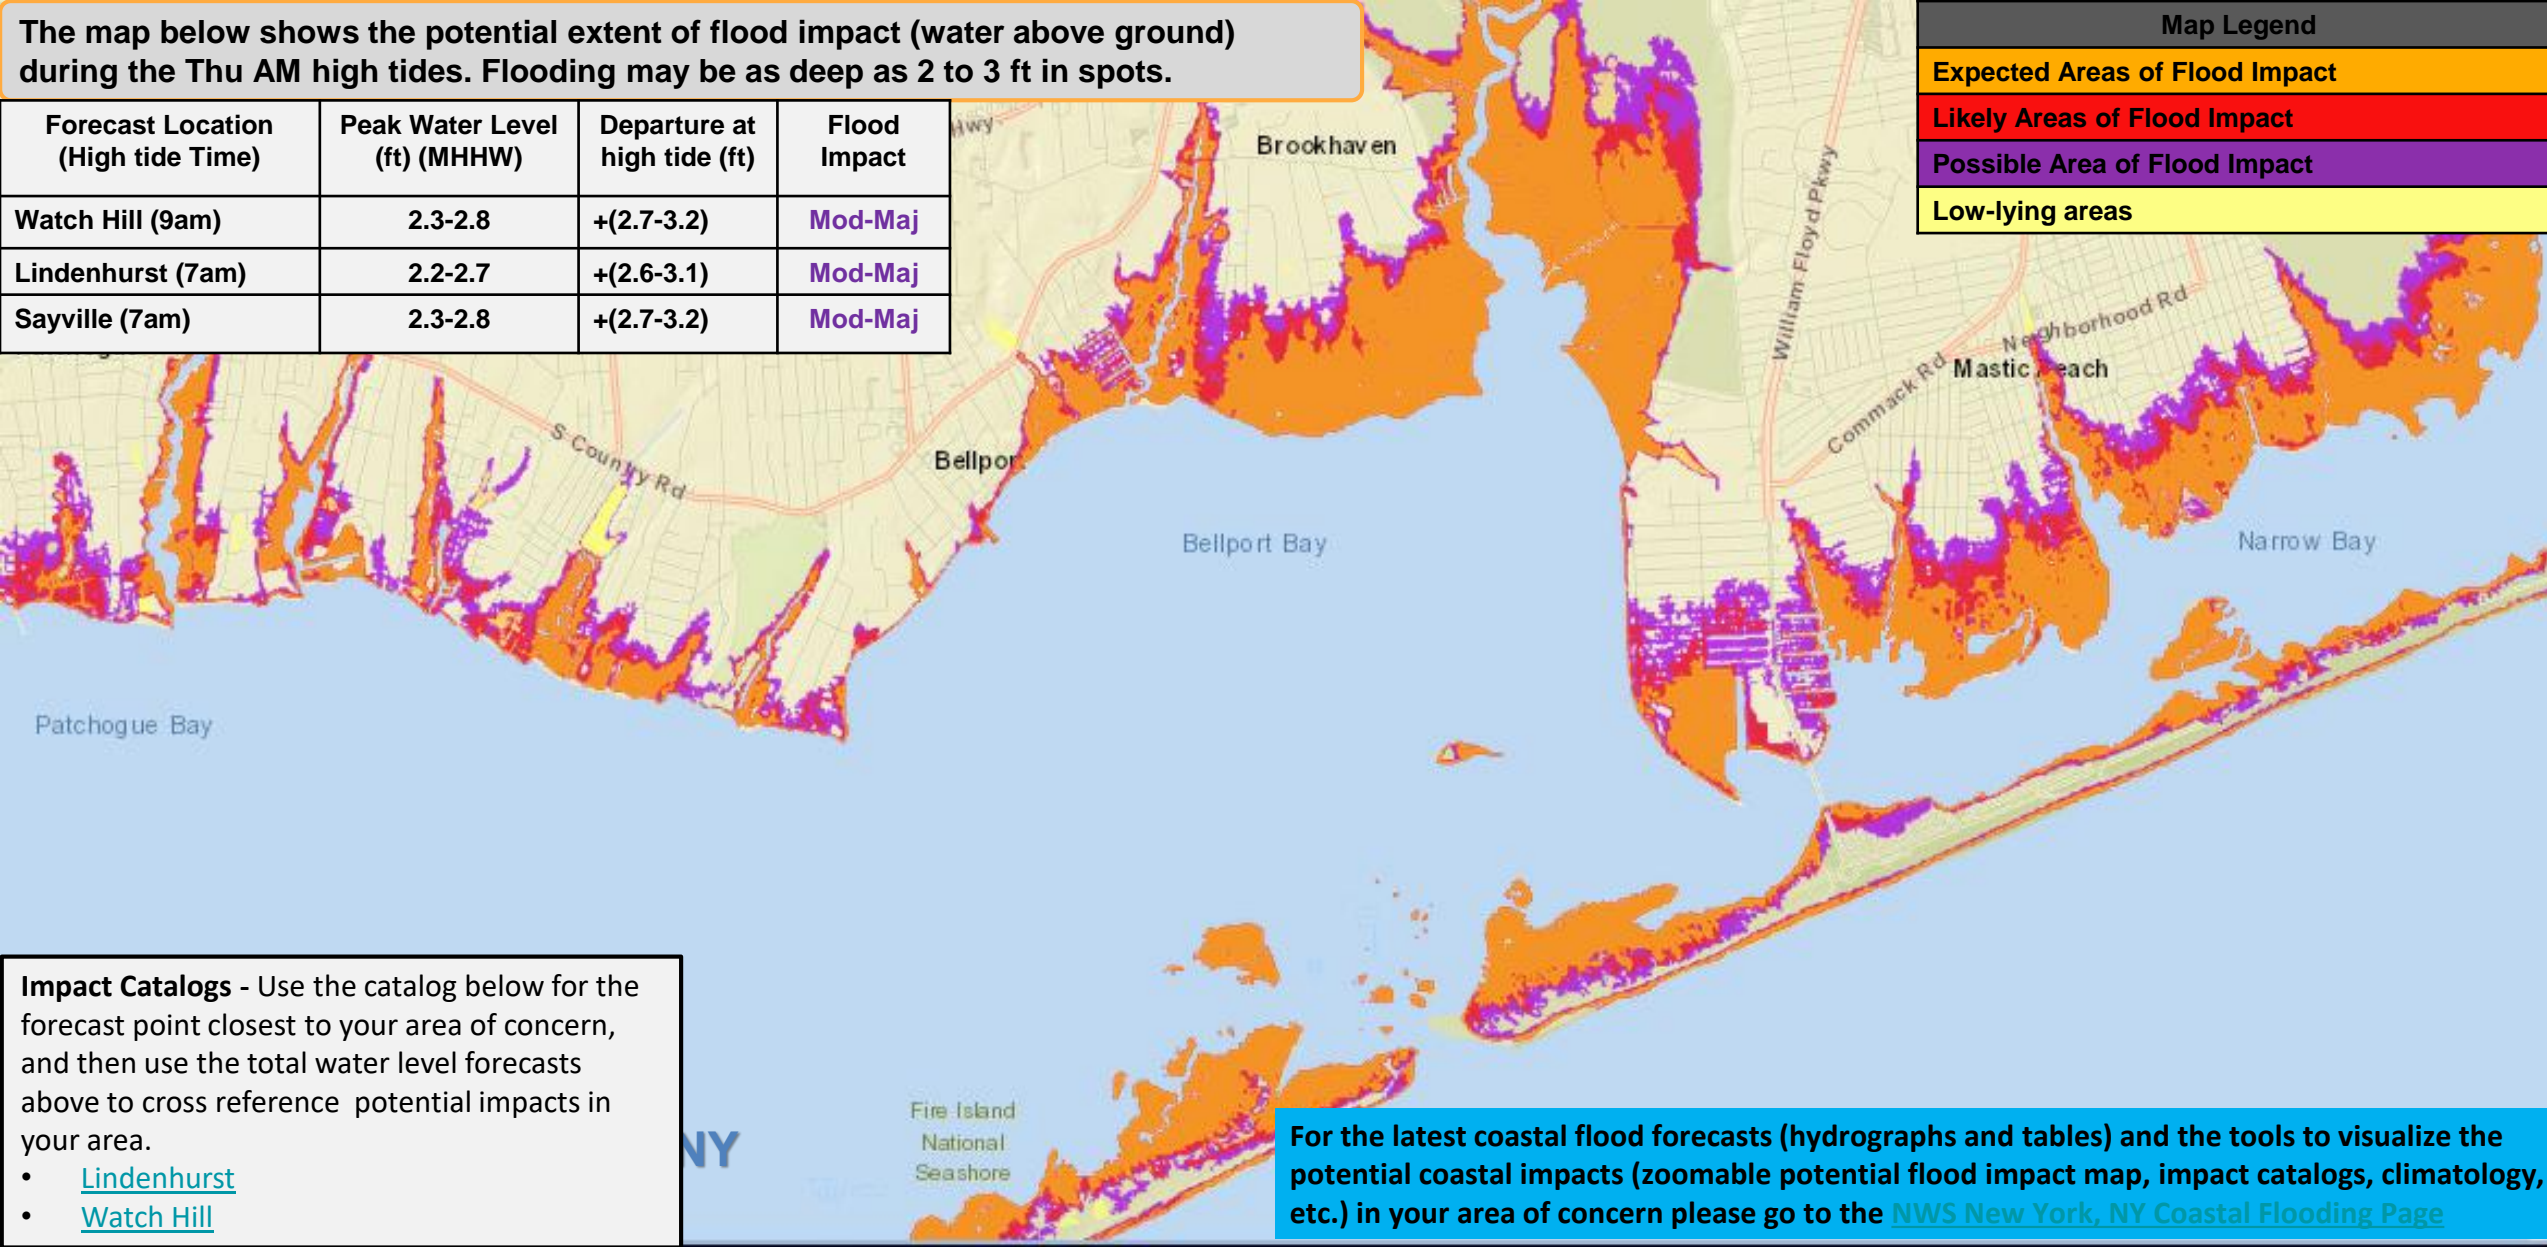 The map below shows the potential extent of flood impact (water above ground)
during the Thu AM high tides. Flooding may be as deep as 2 to 3 ft in spots.
Map Legend
Expected Areas of Flood Impact
Likely Areas of Flood Impact
Possible Area of Flood Impact
Low-lying areas
Forecast Location
(High tide Time)
Peak Water Level
(ft) (MHHW)
Departure at
high tide (ft)
Flood
Impact
Watch Hill (9am) 2.3-2.8 +(2.7-3.2) Mod-Maj
Lindenhurst (7am) 2.2-2.7 +(2.6-3.1) Mod-Maj
Sayville (7am) 2.3-2.8 +(2.7-3.2) Mod-Maj
Hwy
Brookhaven
William Floyd Pkwy
Neighborhood Rd
Commack Rd
Mastic Beach
S Country Rd
Bellport
Bellport Bay
Narrow Bay
Patchogue Bay
Impact Catalogs - Use the catalog below for the
forecast point closest to your area of concern,
and then use the total water level forecasts
above to cross reference potential impacts in
your area.
• Lindenhurst
• Watch Hill
NY
Fire Island
National
Seashore
For the latest coastal flood forecasts (hydrographs and tables) and the tools to visualize the
potential coastal impacts (zoomable potential flood impact map, impact catalogs, climatology,
etc.) in your area of concern please go to the NWS New York, NY Coastal Flooding Page